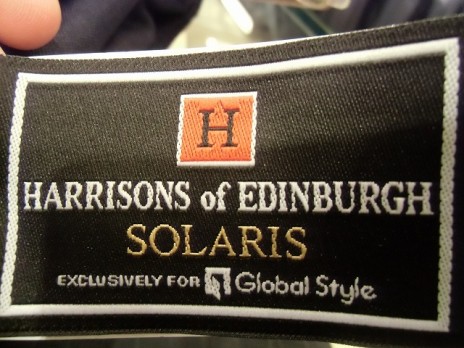 H
HARRISONS of EDINBURGH
SOLARIS
EXCLUSIVELY FOR Global Style